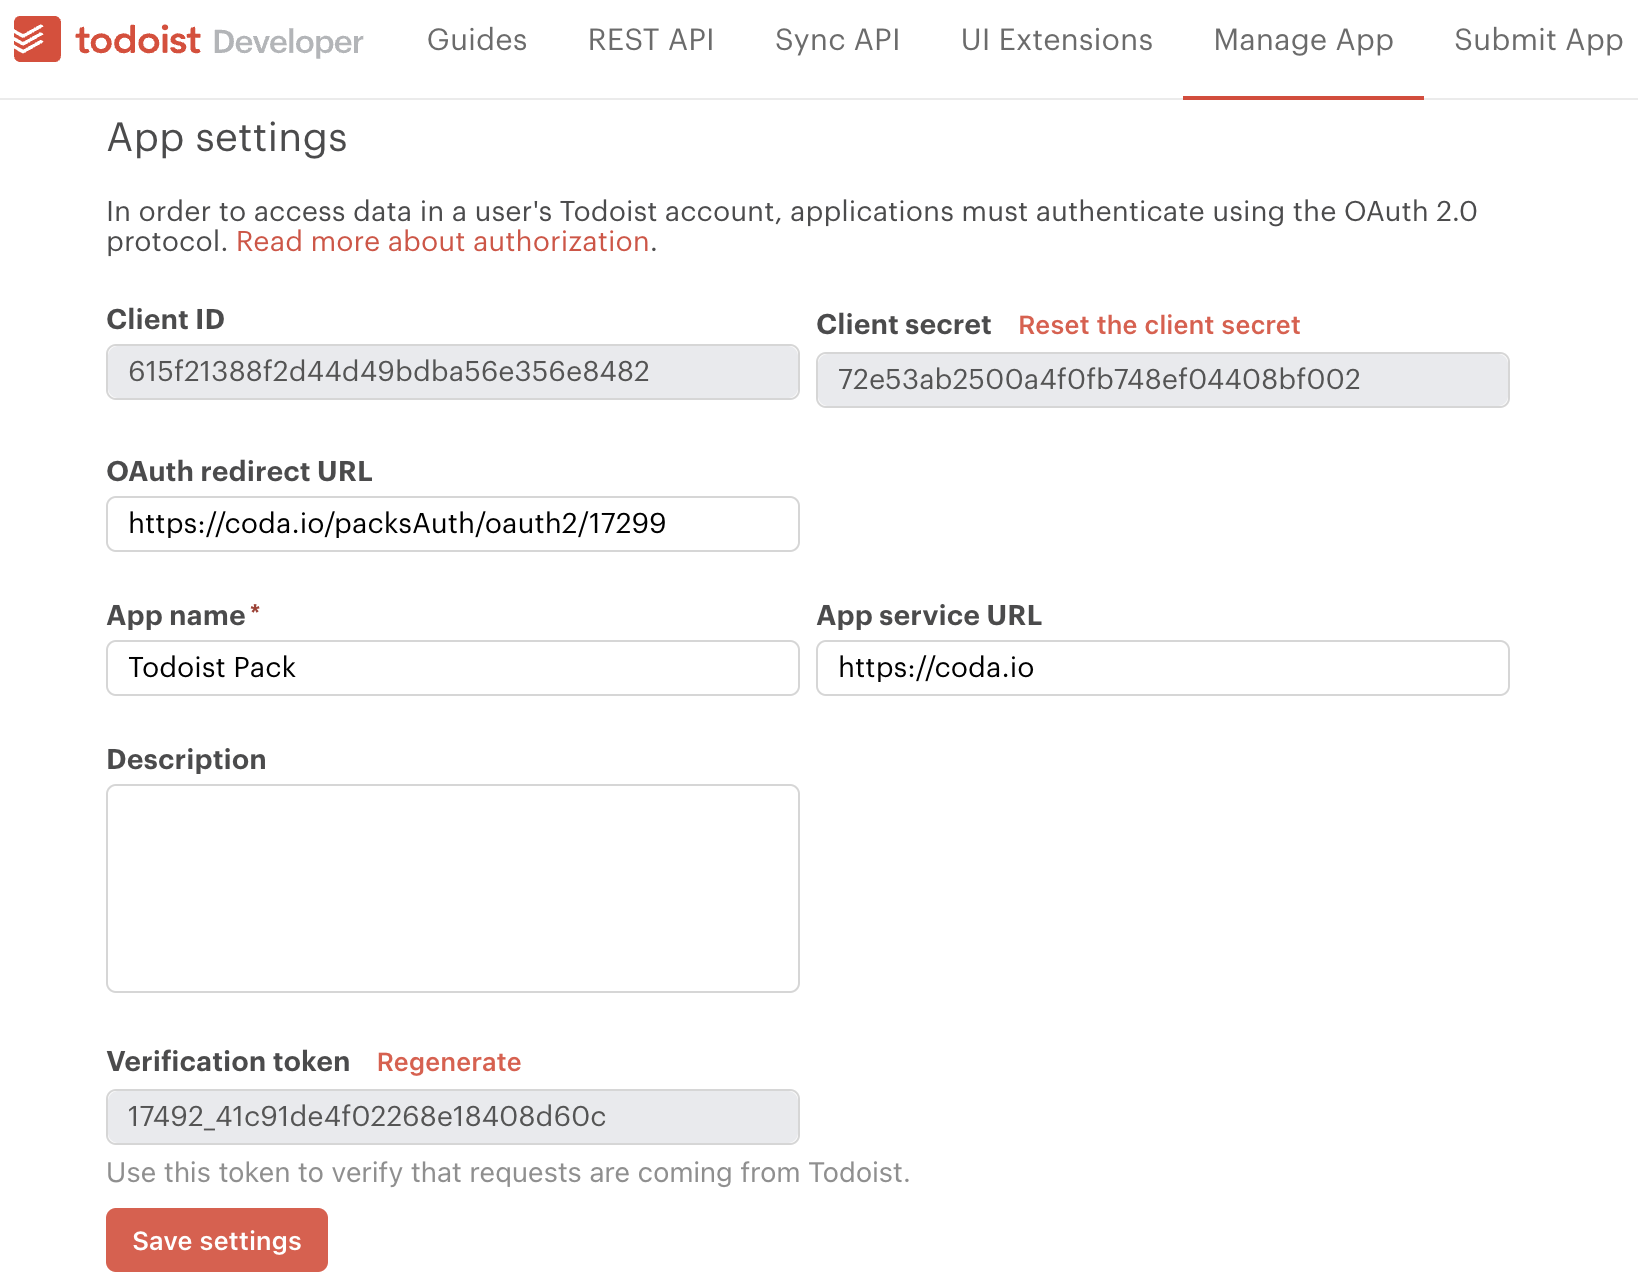 todoist Developer Guides REST API Sync API UI Extensions Manage App Submit App
App settings
In order to access data in a user's Todoist account, applications must authenticate using the OAuth 2.0
protocol. Read more about authorization.
Client ID
615f21388f2d44d49bdba56e356e8482
Client secret Reset the client secret
72e53ab2500a4f0fb748ef04408bf002
OAuth redirect URL
https://coda.io/packsAuth/oauth2/17299
App name*
Todoist Pack
App service URL
https://coda.io
Description
Verification token Regenerate
17492_41c91de4f02268e18408d60c
Use this token to verify that requests are coming from Todoist.
Save settings